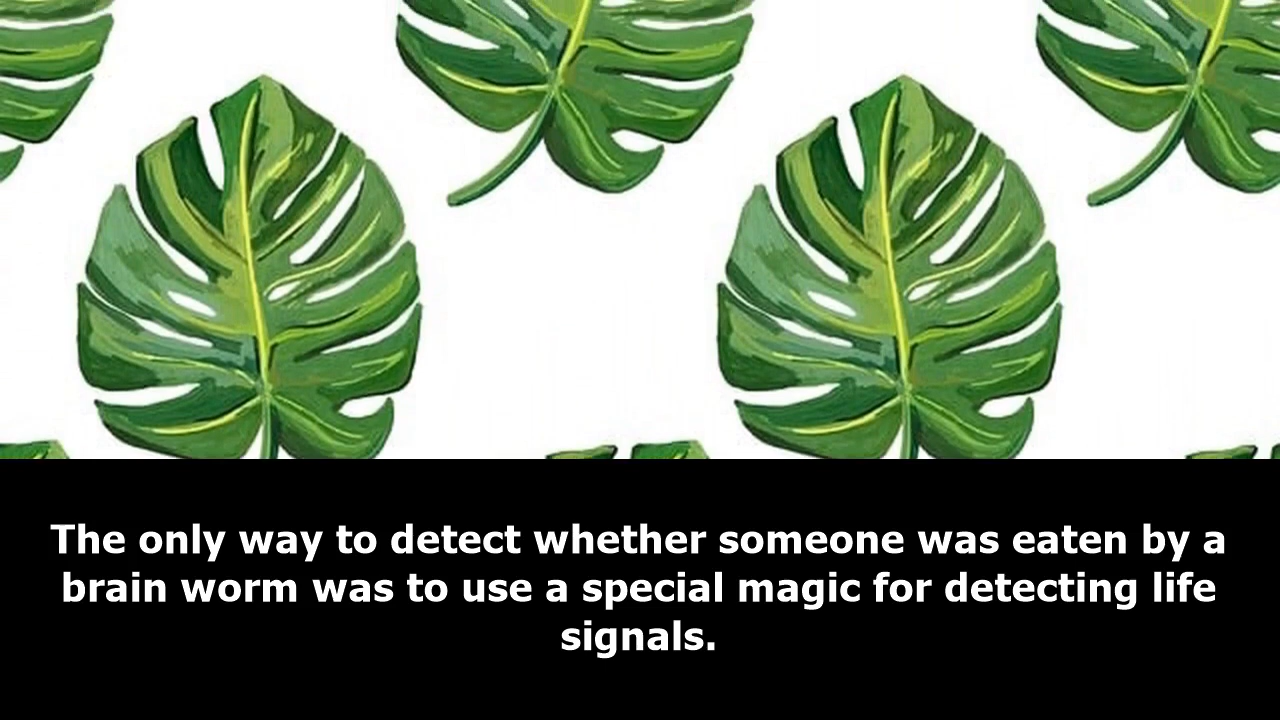 The only way to detect whether someone was eaten by a
brain worm was to use a special magic for detecting life
signals.